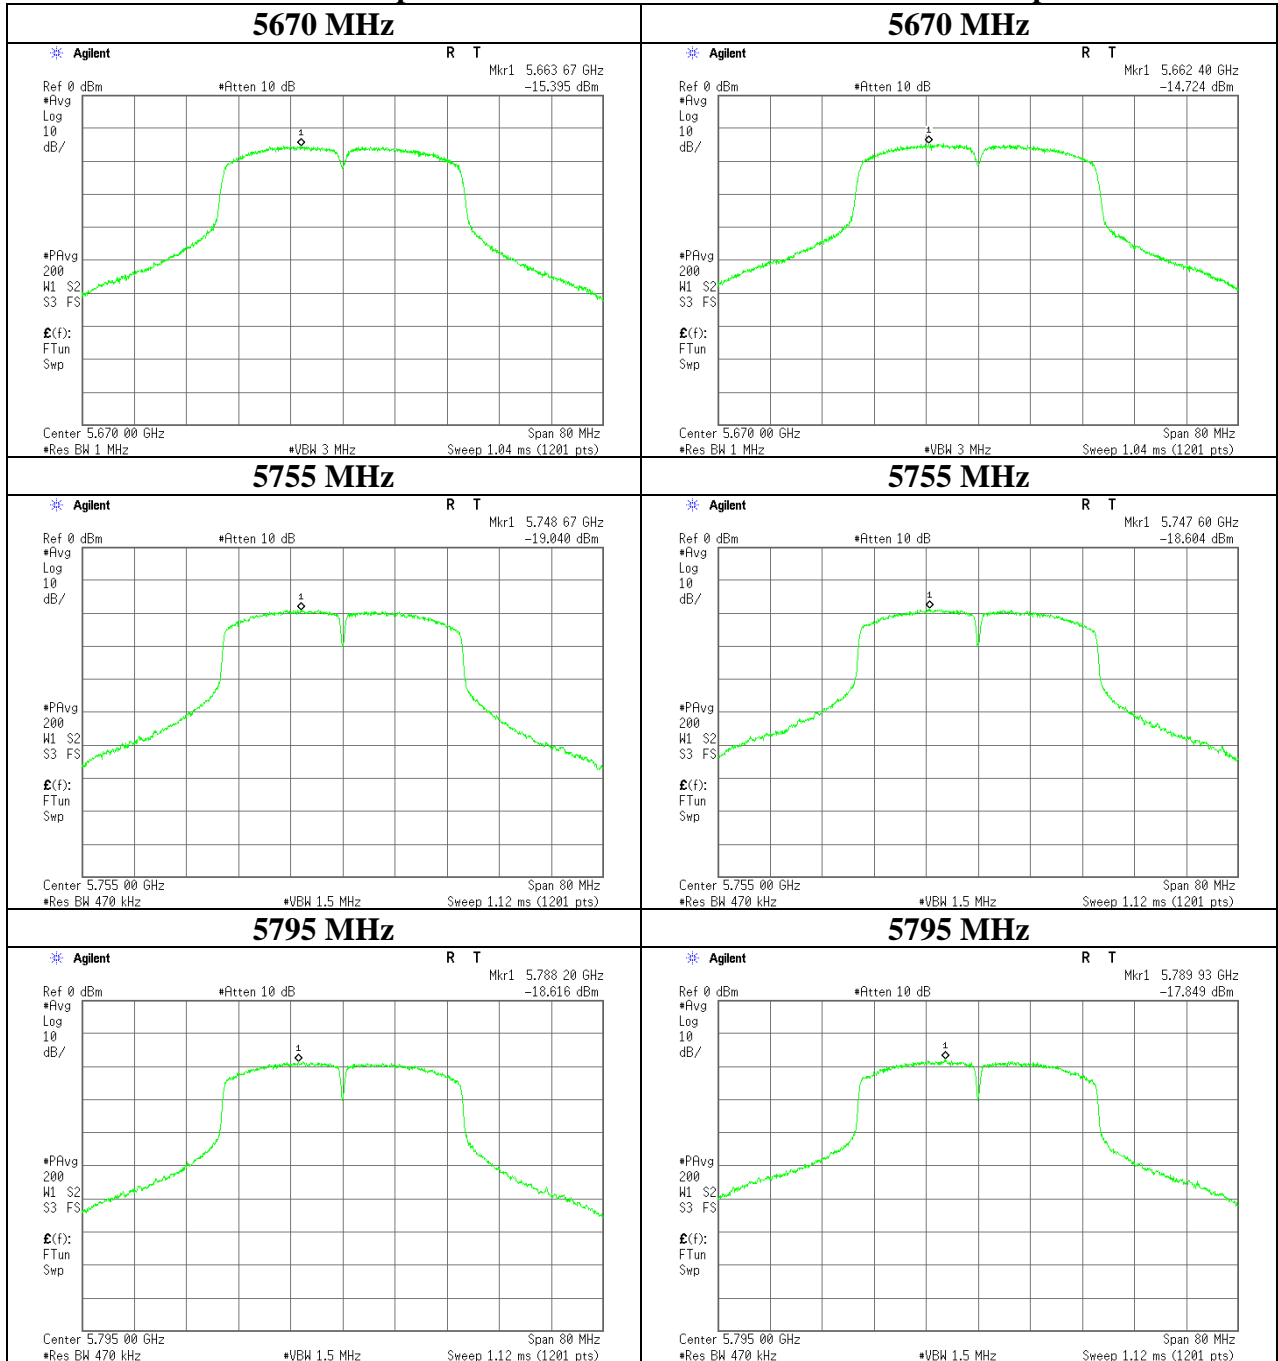 5670 MHz 5670 MHz
Agilent R T
Mkr1 5.663 67 GHz
Ref 0 dBm #Atten 10 dB -15.395 dBm
#Avg
Log
10
dB/
1
#PAvg
200
W1 S2
S3 FS
£(f):
FTun
Swp
Center 5.670 00 GHz Span 80 MHz
#Res BW 1 MHz #VBW 3 MHz Sweep 1.04 ms (1201 pts)
Agilent R T
Mkr1 5.662 40 GHz
Ref 0 dBm #Atten 10 dB -14.724 dBm
#Avg
Log
10
dB/
1
#PAvg
200
W1 S2
S3 FS
£(f):
FTun
Swp
Center 5.670 00 GHz Span 80 MHz
#Res BW 1 MHz #VBW 3 MHz Sweep 1.04 ms (1201 pts)
5755 MHz 5755 MHz
Agilent R T
Mkr1 5.748 67 GHz
Ref 0 dBm #Atten 10 dB -19.040 dBm
#Avg
Log
10
dB/
1
#PAvg
200
W1 S2
S3 FS
£(f):
FTun
Swp
Center 5.755 00 GHz Span 80 MHz
#Res BW 470 kHz #VBW 1.5 MHz Sweep 1.12 ms (1201 pts)
Agilent R T
Mkr1 5.747 60 GHz
Ref 0 dBm #Atten 10 dB -18.604 dBm
#Avg
Log
10
dB/
1
#PAvg
200
W1 S2
S3 FS
£(f):
FTun
Swp
Center 5.755 00 GHz Span 80 MHz
#Res BW 470 kHz #VBW 1.5 MHz Sweep 1.12 ms (1201 pts)
5795 MHz 5795 MHz
Agilent R T
Mkr1 5.788 20 GHz
Ref 0 dBm #Atten 10 dB -18.616 dBm
#Avg
Log
10
dB/
1
#PAvg
200
W1 S2
S3 FS
£(f):
FTun
Swp
Center 5.795 00 GHz Span 80 MHz
#Res BW 470 kHz #VBW 1.5 MHz Sweep 1.12 ms (1201 pts)
Agilent R T
Mkr1 5.789 93 GHz
Ref 0 dBm #Atten 10 dB -17.849 dBm
#Avg
Log
10
dB/
1
#PAvg
200
W1 S2
S3 FS
£(f):
FTun
Swp
Center 5.795 00 GHz Span 80 MHz
#Res BW 470 kHz #VBW 1.5 MHz Sweep 1.12 ms (1201 pts)